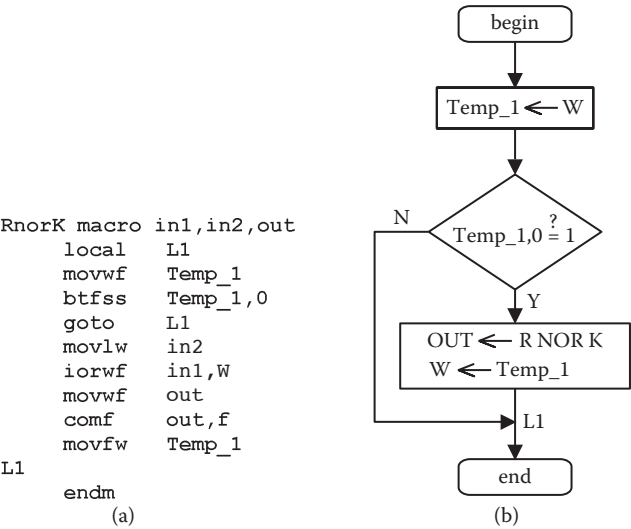 RnorK macro in1,in2,out
local L1
movwf Temp_1
btfss Temp_1,0
goto L1
movlw in2
iorwf in1,W
movwf out
comf out,f
movfw Temp_1
L1
endm
(a)
begin
Temp_1 ← W
N
Temp_1,0 ≟ 1
Y
OUT ← R NOR K
W ← Temp_1
L1
end
(b)